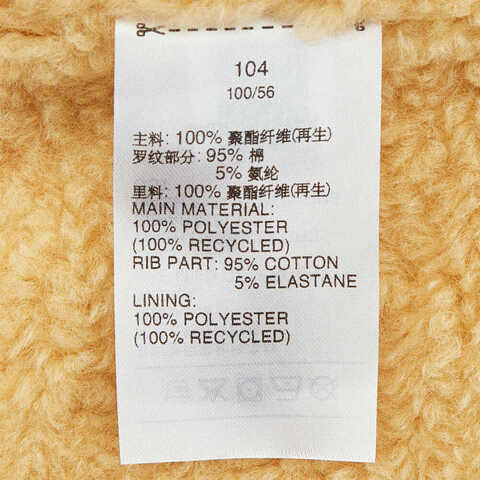 104
100/56
主料: 100% 聚酯纤维(再生)
罗纹部分: 95% 棉
5% 氨纶
里料: 100% 聚酯纤维(再生)
MAIN MATERIAL:
100% POLYESTER
(100% RECYCLED)
RIB PART: 95% COTTON
5% ELASTANE
LINING:
100% POLYESTER
(100% RECYCLED)